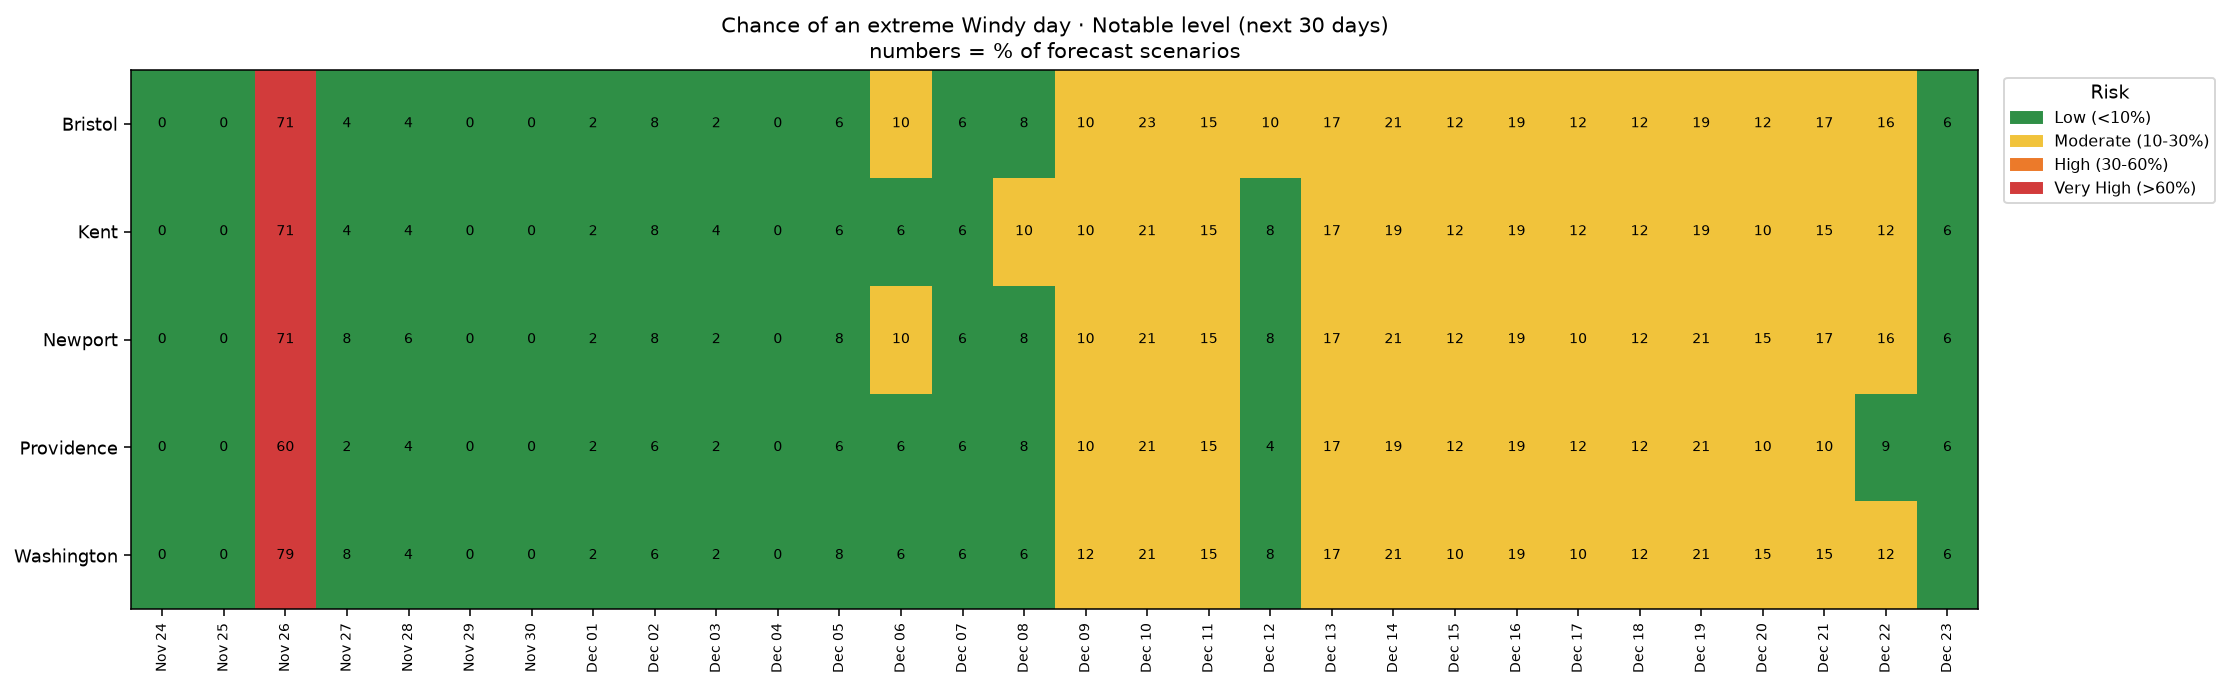 Chance of an extreme Windy day · Notable level (next 30 days)
numbers = % of forecast scenarios
Bristol 0 0 71 4 4 0 0 2 8 2 0 6 10 6 8 10 23 15 10 17 21 12 19 12 12 19 12 17 16 6
Kent 0 0 71 4 4 0 0 2 8 4 0 6 6 6 10 10 21 15 8 17 19 12 19 12 12 19 10 15 12 6
Newport 0 0 71 8 6 0 0 2 8 2 0 8 10 6 8 10 21 15 8 17 21 12 19 10 12 21 15 17 16 6
Providence 0 0 60 2 4 0 0 2 6 2 0 6 6 6 8 10 21 15 4 17 19 12 19 12 12 21 10 10 9 6
Washington 0 0 79 8 4 0 0 2 6 2 0 8 6 6 6 12 21 15 8 17 21 10 19 10 12 21 15 15 12 6
Nov 24 Nov 25 Nov 26 Nov 27 Nov 28 Nov 29 Nov 30 Dec 01 Dec 02 Dec 03 Dec 04 Dec 05 Dec 06 Dec 07 Dec 08 Dec 09 Dec 10 Dec 11 Dec 12 Dec 13 Dec 14 Dec 15 Dec 16 Dec 17 Dec 18 Dec 19 Dec 20 Dec 21 Dec 22 Dec 23
Risk
Low (<10%)
Moderate (10-30%)
High (30-60%)
Very High (>60%)